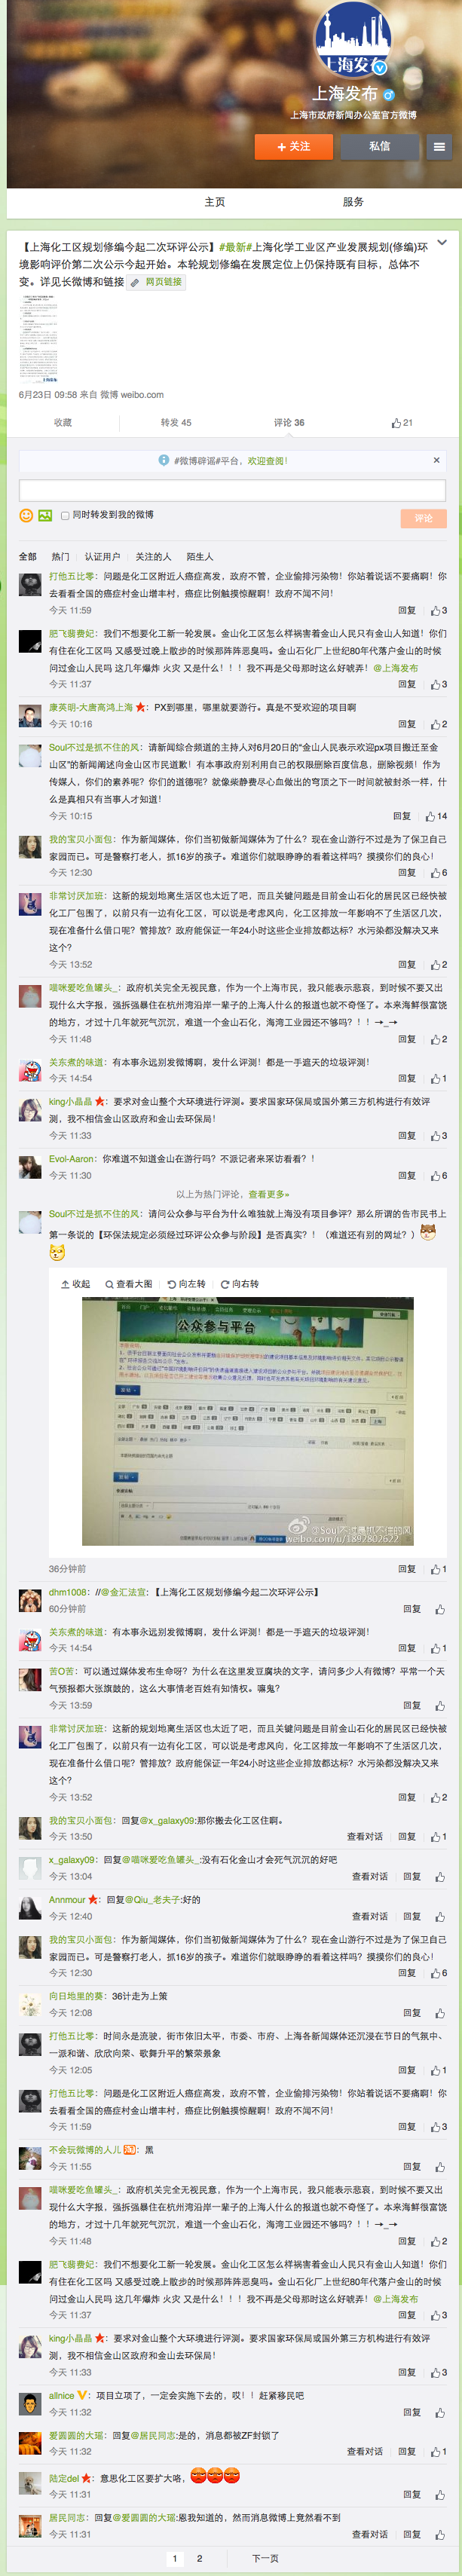 上海发布
上海发布
上海市政府新闻办公室官方微博
+ 关注
私信
主页
服务
【上海化工区规划修编今起二次环评公示】#最新#上海化学工业区产业发展规划(修编)环
境影响评价第二次公示今起开始。本轮规划修编在发展定位上仍保持既有目标，总体不
变。详见长微博和链接 网页链接
6月23日 09:58 来自 微博 weibo.com
收藏
转发 45
评论 36
21
#微博辟谣#平台，欢迎查阅！
同时转发到我的微博
评论
全部 热门 认证用户 关注的人 陌生人
打他五比零：问题是化工区附近人癌症高发，政府不管，企业偷排污染物！你站着说话不要痛啊！你
去看看全国的癌症村金山增丰村，癌症比例触摸惊醒啊！政府不闻不问！
今天 11:59 回复 3
肥飞翡费妃：我们不想要化工新一轮发展。金山化工区怎么样祸害着金山人民只有金山人知道！你们
有住在化工区吗 又感受过晚上散步的时候那阵阵恶臭吗。金山石化厂上世纪80年代落户金山的时候
问过金山人民吗 这几年爆炸 火灾 又是什么！！！我不再是父母那时这么好唬弄！@上海发布
今天 11:37 回复 3
康英明-大唐高鸿上海：PX到哪里，哪里就要游行。真是不受欢迎的项目啊
今天 10:16 回复 2
Soul不过是抓不住的风：请新闻综合频道的主持人对6月20日的“金山人民表示欢迎px项目搬迁至金
山区”的新闻阐述向金山区市民道歉！有本事政府别利用自己的权限删除百度信息，删除视频！作为
传媒人，你们的素养呢？你们的道德呢？就像柴静费尽心血做出的穹顶之下一时间就被封杀一样，什
么是真相只有当事人才知道！
今天 10:15 回复 14
我的宝贝小面包：作为新闻媒体，你们当初做新闻媒体为了什么？现在金山游行不过是为了保卫自己
家园而已。可是警察打老人，抓16岁的孩子。难道你们就眼睁睁的看着这样吗？摸摸你们的良心！
今天 12:30 回复 6
非常讨厌加班：这新的规划地离生活区也太近了吧，而且关键问题是目前金山石化的居民区已经快被
化工厂包围了，以前只有一边有化工区，可以说是考虑风向，化工区排放一年影响不了生活区几次，
现在准备什么借口呢？管排放？政府能保证一年24小时这些企业排放都达标？水污染都没解决又来
这个？
今天 13:52 回复 2
喵咪爱吃鱼罐头_：政府机关完全无视民意，作为一个上海市民，我只能表示悲哀，到时候不要又出
现什么大字报，强拆强暴住在杭州湾沿岸一辈子的上海人什么的报道也就不奇怪了。本来海鲜很富饶
的地方，才过十几年就死气沉沉，难道一个金山石化，海湾工业园还不够吗？！！→_→
今天 11:48 回复 2
关东煮的味道：有本事永远别发微博啊，发什么评测！都是一手遮天的垃圾评测！
今天 14:54 回复 1
king小晶晶：要求对金山整个大环境进行评测。要求国家环保局或国外第三方机构进行有效评
测，我不相信金山区政府和金山去环保局！
今天 11:33 回复 3
Evol-Aaron：你难道不知道金山在游行吗？不派记者来采访看看？！
今天 11:30 回复 6
以上为热门评论，查看更多»
Soul不过是抓不住的风：请问公众参与平台为什么唯独就上海没有项目参评？那么所谓的告市民书上
第一条说的【环保法规定必须经过环评公众参与阶段】是否真实？！（难道还有别的网址？）
收起 查看大图 向左转 向右转
公众参与平台
@Soul不过是抓不住的风
weibo.com/u/1892802622
36分钟前 回复 1
dhm1008：//@金汇法宣:【上海化工区规划修编今起二次环评公示】
60分钟前 回复
关东煮的味道：有本事永远别发微博啊，发什么评测！都是一手遮天的垃圾评测！
今天 14:54 回复 1
苦O苦：可以通过媒体发布生命呀？为什么在这里发豆腐块的文字，请问多少人有微博？平常一个天
气预报都大张旗鼓的，这么大事情老百姓有知情权。嘛鬼？
今天 13:59 回复
非常讨厌加班：这新的规划地离生活区也太近了吧，而且关键问题是目前金山石化的居民区已经快被
化工厂包围了，以前只有一边有化工区，可以说是考虑风向，化工区排放一年影响不了生活区几次，
现在准备什么借口呢？管排放？政府能保证一年24小时这些企业排放都达标？水污染都没解决又来
这个？
今天 13:52 回复 2
我的宝贝小面包：回复@x_galaxy09:那你搬去化工区住啊。
今天 13:50 查看对话 回复 1
x_galaxy09：回复@喵咪爱吃鱼罐头_:没有石化金山才会死气沉沉的好吧
今天 13:04 查看对话 回复
Annmour：回复@Qiu_老夫子:好的
今天 12:40 查看对话 回复
我的宝贝小面包：作为新闻媒体，你们当初做新闻媒体为了什么？现在金山游行不过是为了保卫自己
家园而已。可是警察打老人，抓16岁的孩子。难道你们就眼睁睁的看着这样吗？摸摸你们的良心！
今天 12:30 回复 6
向日地里的葵：36计走为上策
今天 12:08 回复
打他五比零：时间永是流驶，街市依旧太平，市委、市府、上海各新闻媒体还沉浸在节日的气氛中、
一派和谐、欣欣向荣、歌舞升平的繁荣景象
今天 12:05 回复 1
打他五比零：问题是化工区附近人癌症高发，政府不管，企业偷排污染物！你站着说话不要痛啊！你
去看看全国的癌症村金山增丰村，癌症比例触摸惊醒啊！政府不闻不问！
今天 11:59 回复 3
不会玩微博的人儿 淘：黑
今天 11:55 回复
喵咪爱吃鱼罐头_：政府机关完全无视民意，作为一个上海市民，我只能表示悲哀，到时候不要又出
现什么大字报，强拆强暴住在杭州湾沿岸一辈子的上海人什么的报道也就不奇怪了。本来海鲜很富饶
的地方，才过十几年就死气沉沉，难道一个金山石化，海湾工业园还不够吗？！！→_→
今天 11:48 回复 2
肥飞翡费妃：我们不想要化工新一轮发展。金山化工区怎么样祸害着金山人民只有金山人知道！你们
有住在化工区吗 又感受过晚上散步的时候那阵阵恶臭吗。金山石化厂上世纪80年代落户金山的时候
问过金山人民吗 这几年爆炸 火灾 又是什么！！！我不再是父母那时这么好唬弄！@上海发布
今天 11:37 回复 3
king小晶晶：要求对金山整个大环境进行评测。要求国家环保局或国外第三方机构进行有效评
测，我不相信金山区政府和金山去环保局！
今天 11:33 回复 3
allnice：项目立项了，一定会实施下去的，哎！！赶紧移民吧
今天 11:32 回复
爱圆圆的大瑶：回复@居民同志:是的，消息都被ZF封锁了
今天 11:32 查看对话 回复 1
陆定del：意思化工区要扩大咯，
今天 11:31 回复
居民同志：回复@爱圆圆的大瑶:恩我知道的，然而消息微博上竟然看不到
今天 11:31 查看对话 回复
1 2 下一页